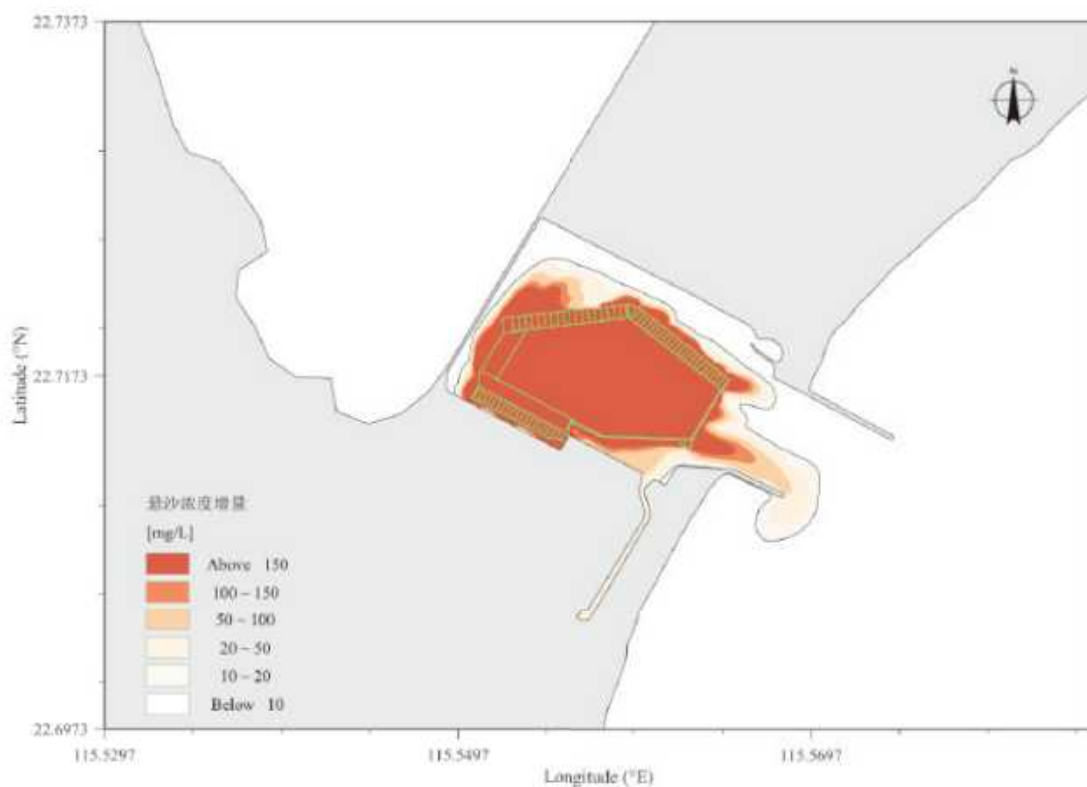 22.7373
N
22.7173
Latitude (°N)
悬沙浓度增量
[mg/L]
Above 150
100 ~ 150
50 ~ 100
20 ~ 50
10 ~ 20
Below 10
22.6973
115.5297
115.5497
115.5697
Longitude (°E)